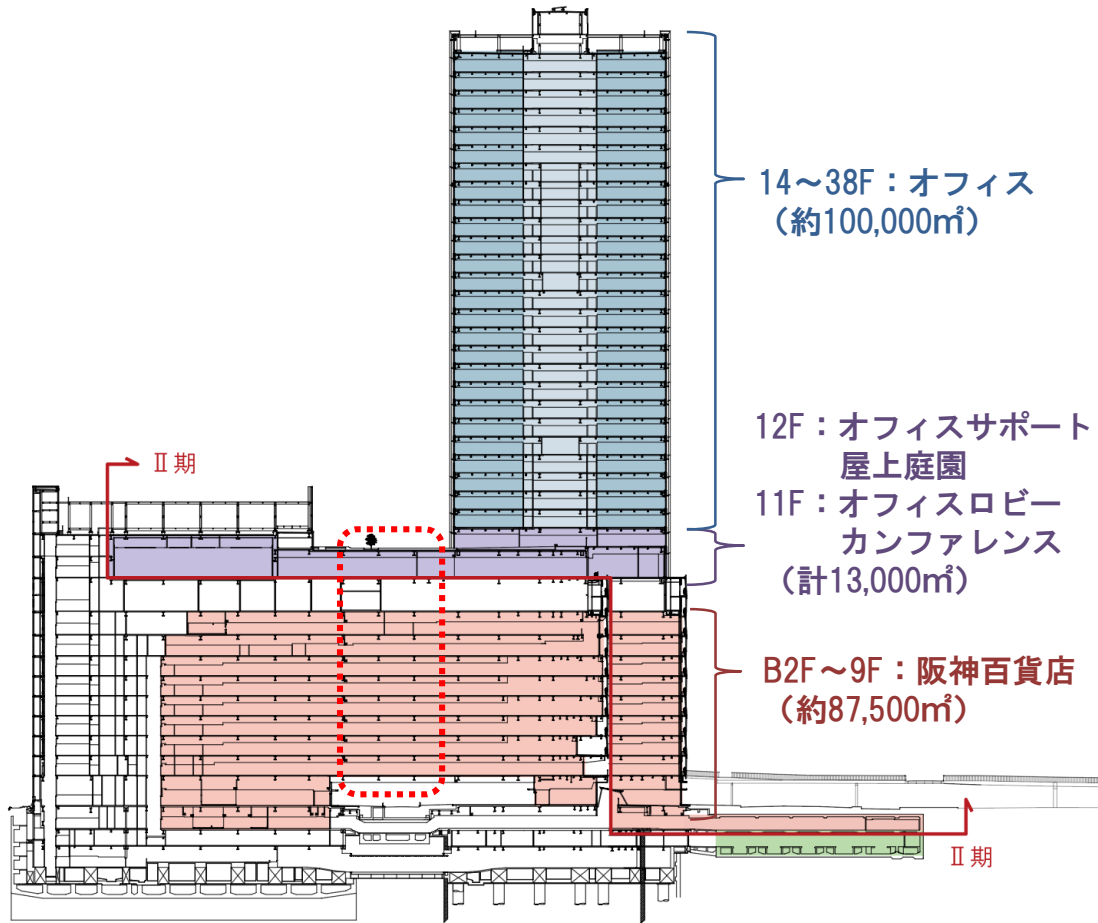 14～38F：オフィス
（約100,000㎡）
12F：オフィスサポート
屋上庭園
11F：オフィスロビー
カンファレンス
（計13,000㎡）
Ⅱ期
B2F～9F：阪神百貨店
（約87,500㎡）
Ⅱ期